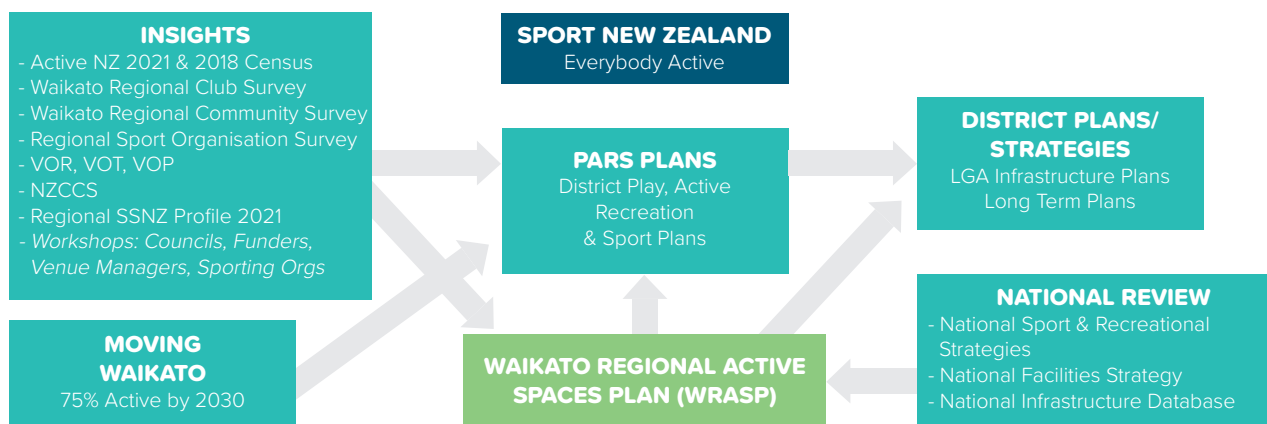 INSIGHTS
- Active NZ 2021 & 2018 Census
- Waikato Regional Club Survey
- Waikato Regional Community Survey
- Regional Sport Organisation Survey
- VOR, VOT, VOP
- NZCCS
- Regional SSNZ Profile 2021
- Workshops: Councils, Funders,
Venue Managers, Sporting Orgs
MOVING
WAIKATO
75% Active by 2030
SPORT NEW ZEALAND
Everybody Active
PARS PLANS
District Play, Active
Recreation
& Sport Plans
WAIKATO REGIONAL ACTIVE
SPACES PLAN (WRASP)
DISTRICT PLANS/
STRATEGIES
LGA Infrastructure Plans
Long Term Plans
NATIONAL REVIEW
- National Sport & Recreational
Strategies
- National Facilities Strategy
- National Infrastructure Database